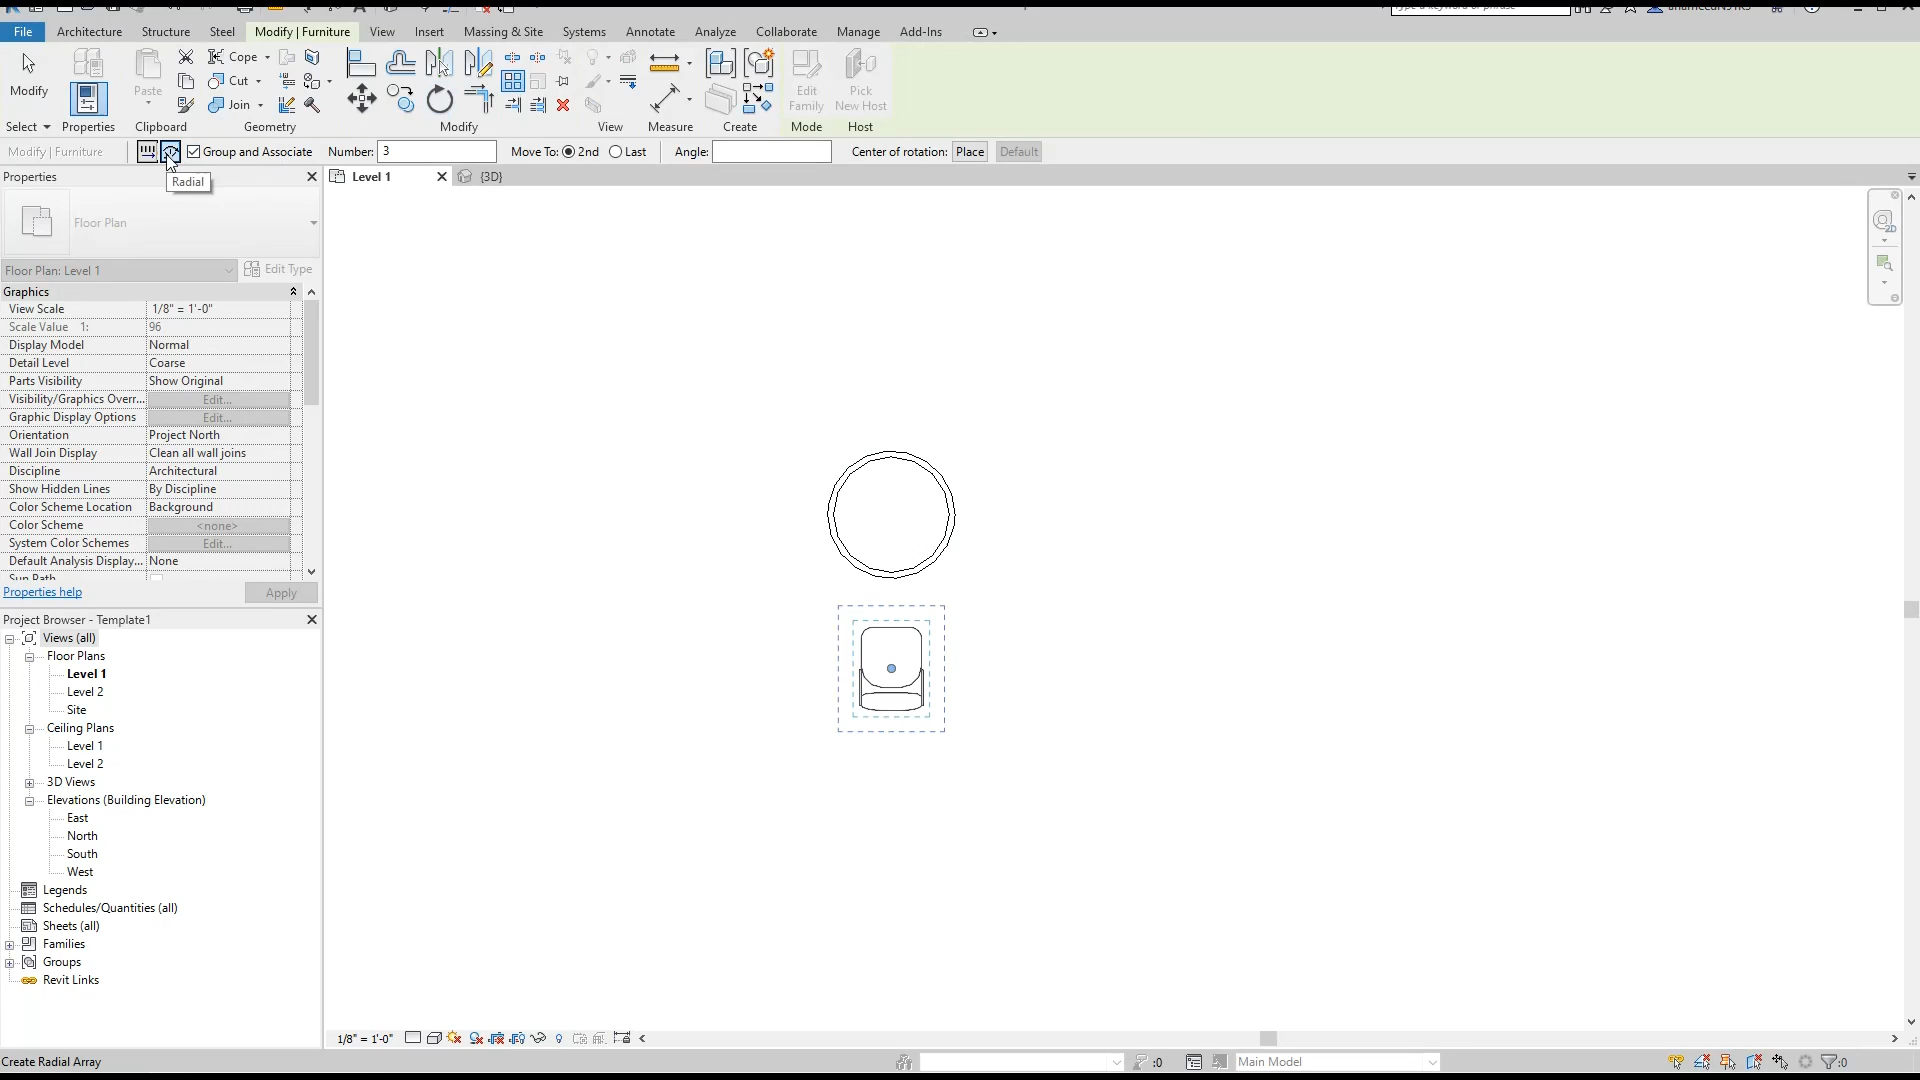 File Architecture Structure Steel Modify | Furniture View Insert Massing & Site Systems Annotate Analyze Collaborate Manage Add-Ins
Modify
Paste
Cope
Cut
Join
Edit
Family
Pick
New Host
Select Properties Clipboard Geometry Modify View Measure Create Mode Host
Modify | Furniture Group and Associate Number: 3 Move To: 2nd Last Angle: Center of rotation: Place Default
Radial
Properties
Level 1
{3D}
Floor Plan
Floor Plan: Level 1 Edit Type
Graphics
View Scale 1/8" = 1'-0"
Scale Value 1: 96
Display Model Normal
Detail Level Coarse
Parts Visibility Show Original
Visibility/Graphics Overr... Edit...
Graphic Display Options Edit...
Orientation Project North
Wall Join Display Clean all wall joins
Discipline Architectural
Show Hidden Lines By Discipline
Color Scheme Location Background
Color Scheme <none>
System Color Schemes Edit...
Default Analysis Display... None
Sun Path
Properties help Apply
Project Browser - Template1
Views (all)
Floor Plans
Level 1
Level 2
Site
Ceiling Plans
Level 1
Level 2
3D Views
Elevations (Building Elevation)
East
North
South
West
Legends
Schedules/Quantities (all)
Sheets (all)
Families
Groups
Revit Links
2D
1/8" = 1'-0"
Create Radial Array :0 Main Model :0